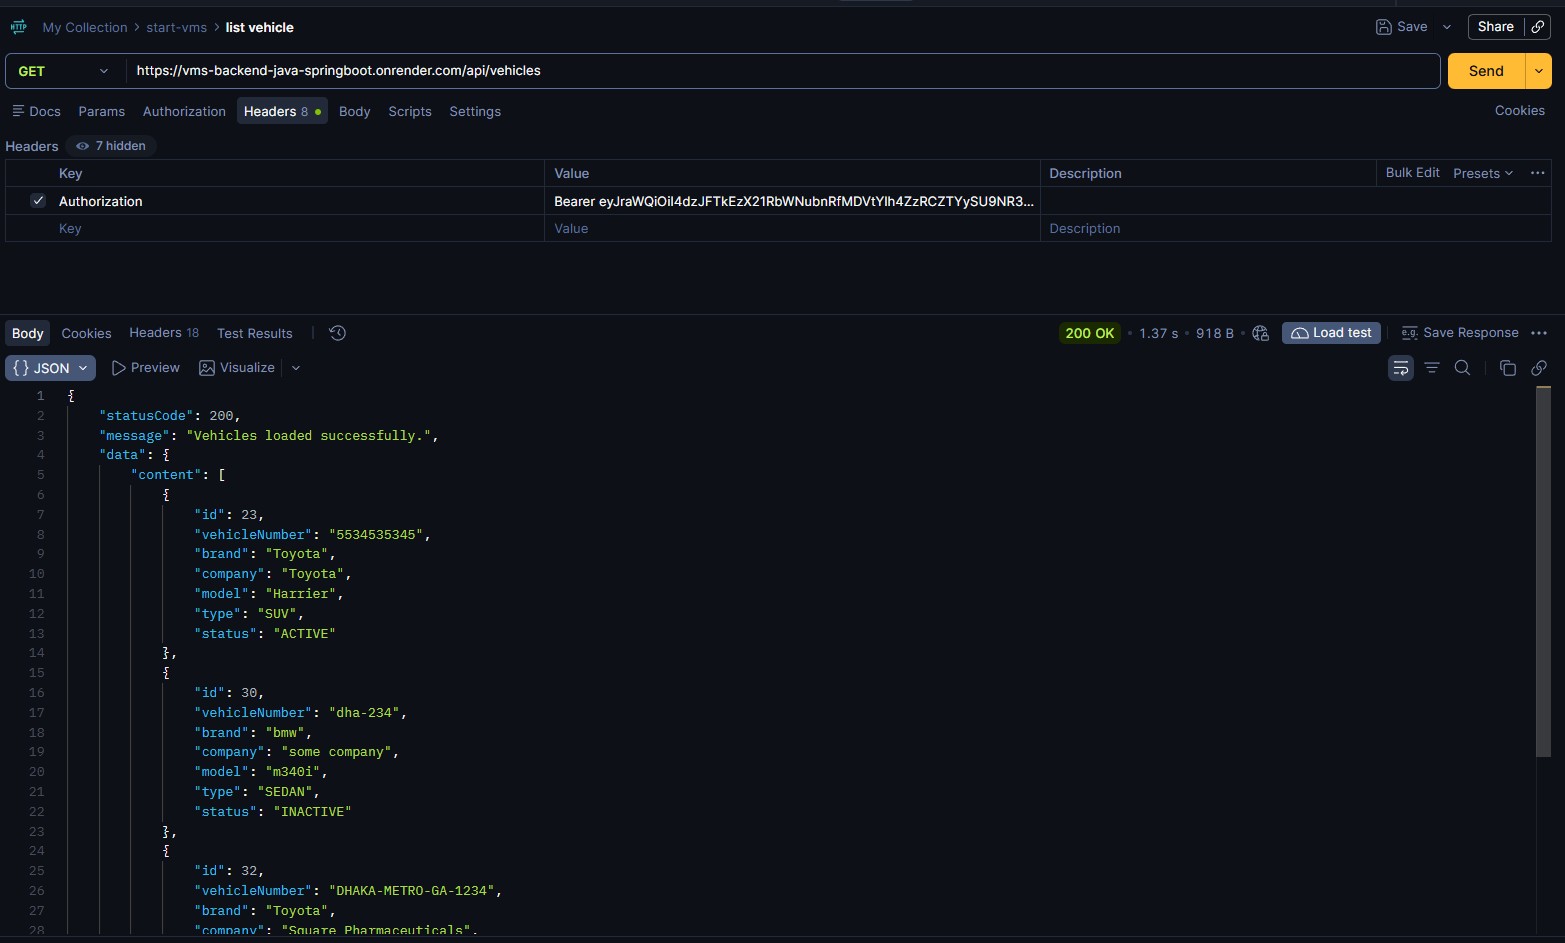 HTTP My Collection > start-vms > list vehicle Save Share
GET https://vms-backend-java-springboot.onrender.com/api/vehicles Send
Docs Params Authorization Headers 8 Body Scripts Settings Cookies
Headers 7 hidden
Key Value Description Bulk Edit Presets ...
Authorization Bearer eyJraWQiOiI4dzJFTkEzX21RbWNubnRfMDVtYlh4ZzRCZTYySU9NR3...
Key Value Description
Body Cookies Headers 18 Test Results 200 OK • 1.37 s • 918 B • Load test e.g. Save Response ...
{} JSON Preview Visualize
1 {
2 "statusCode": 200,
3 "message": "Vehicles loaded successfully.",
4 "data": {
5 "content": [
6 {
7 "id": 23,
8 "vehicleNumber": "5534535345",
9 "brand": "Toyota",
10 "company": "Toyota",
11 "model": "Harrier",
12 "type": "SUV",
13 "status": "ACTIVE"
14 },
15 {
16 "id": 30,
17 "vehicleNumber": "dha-234",
18 "brand": "bmw",
19 "company": "some company",
20 "model": "m340i",
21 "type": "SEDAN",
22 "status": "INACTIVE"
23 },
24 {
25 "id": 32,
26 "vehicleNumber": "DHAKA-METRO-GA-1234",
27 "brand": "Toyota",
28 "company": "Square Pharmaceuticals",